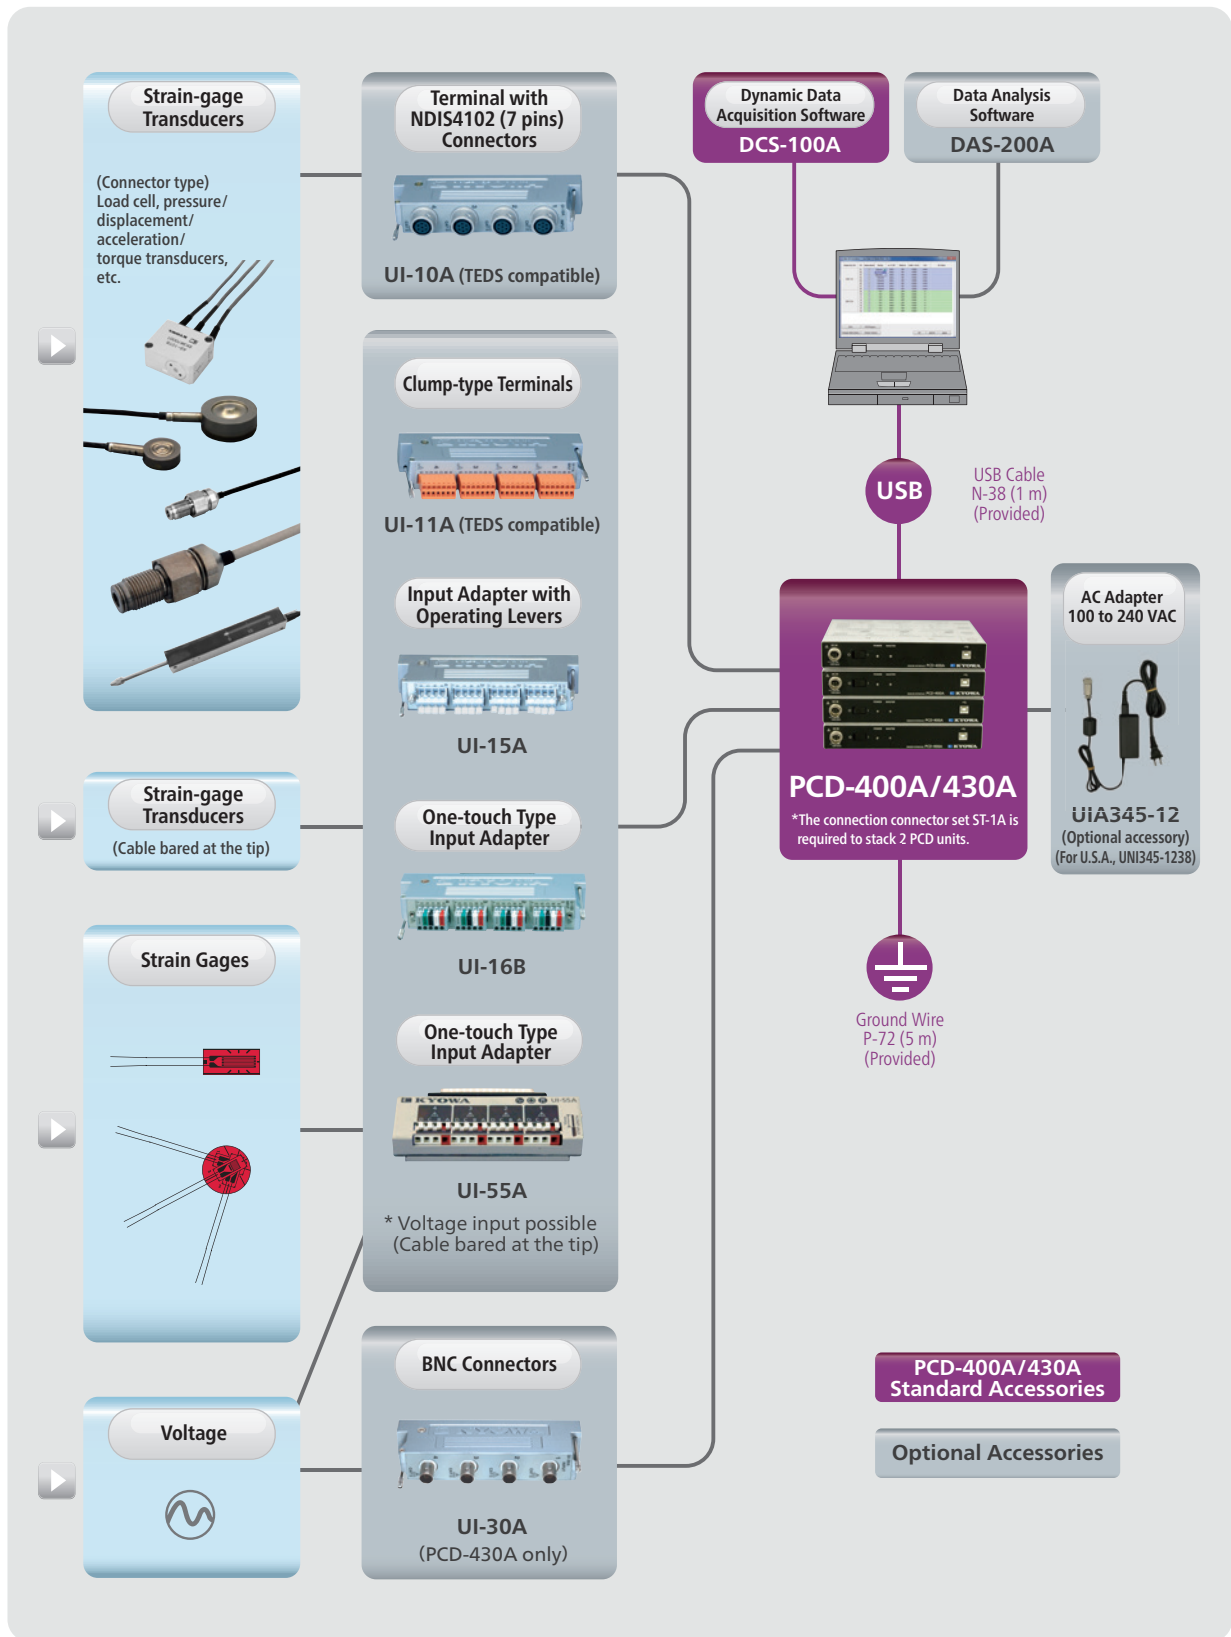 Strain-gage
Transducers
(Connector type)
Load cell, pressure/
displacement/
acceleration/
torque transducers,
etc.
Strain-gage
Transducers
(Cable bared at the tip)
Strain Gages
Voltage
Terminal with
NDIS4102 (7 pins)
Connectors
UI-10A (TEDS compatible)
Clump-type Terminals
UI-11A (TEDS compatible)
Input Adapter with
Operating Levers
UI-15A
One-touch Type
Input Adapter
UI-16B
One-touch Type
Input Adapter
KYOWA
UI-55A
UI-55A
* Voltage input possible
(Cable bared at the tip)
BNC Connectors
UI-30A
(PCD-430A only)
Dynamic Data
Acquisition Software
DCS-100A
Data Analysis
Software
DAS-200A
USB
USB Cable
N-38 (1 m)
(Provided)
KYOWA
KYOWA
KYOWA
KYOWA
PCD-400A/430A
*The connection connector set ST-1A is
required to stack 2 PCD units.
AC Adapter
100 to 240 VAC
UIA345-12
(Optional accessory)
(For U.S.A., UNI345-1238)
Ground Wire
P-72 (5 m)
(Provided)
PCD-400A/430A
Standard Accessories
Optional Accessories